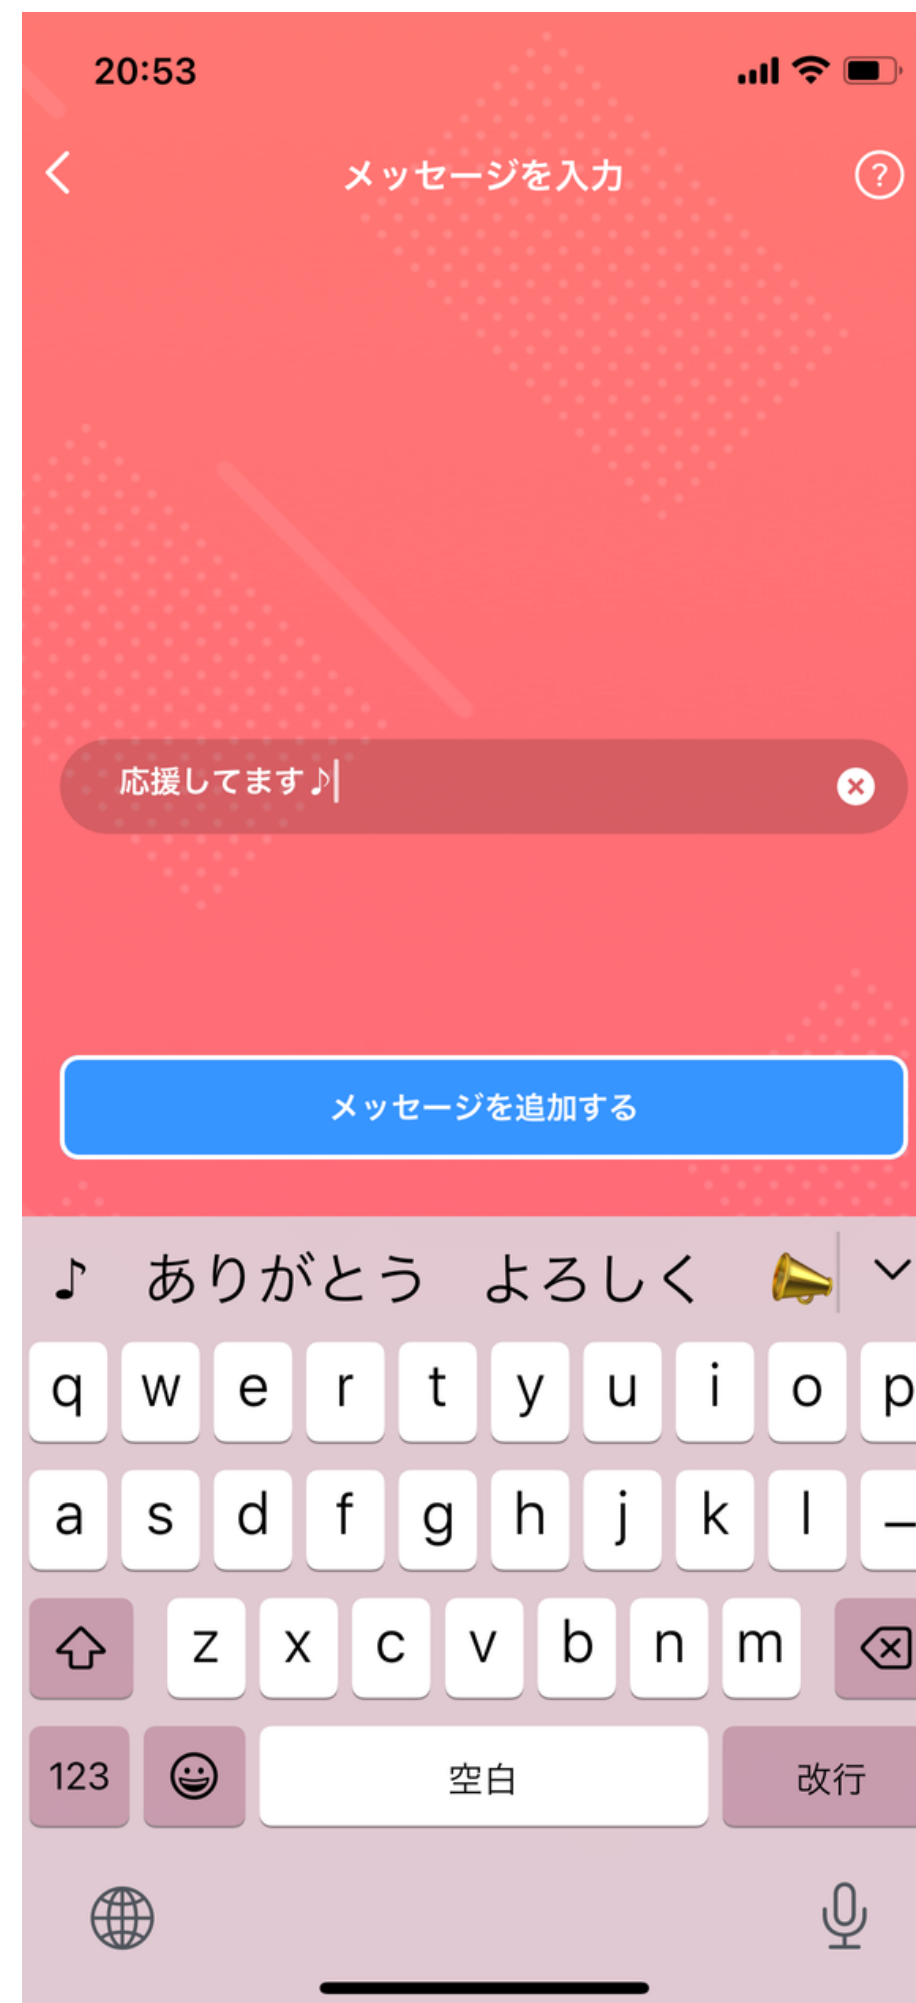 20:53
メッセージを入力
?
応援してます♪
メッセージを追加する
♪ ありがとう よろしく
q w e r t y u i o p
a s d f g h j k l ー
z x c v b n m
123 空白 改行